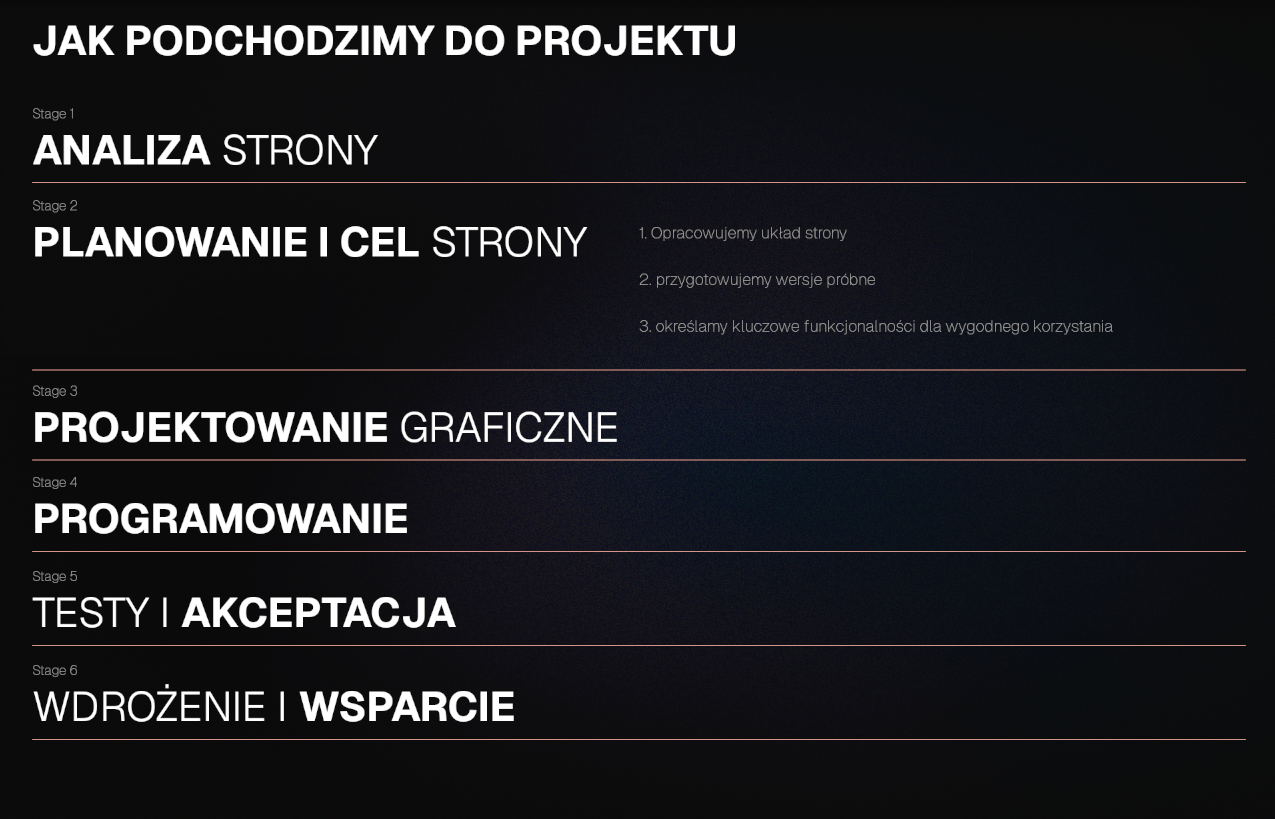 JAK PODCHODZIMY DO PROJEKTU
Stage 1
ANALIZA STRONY
Stage 2
PLANOWANIE I CEL STRONY
1. Opracowujemy układ strony
2. przygotowujemy wersje próbne
3. określamy kluczowe funkcjonalności dla wygodnego korzystania
Stage 3
PROJEKTOWANIE GRAFICZNE
Stage 4
PROGRAMOWANIE
Stage 5
TESTY I AKCEPTACJA
Stage 6
WDROŻENIE I WSPARCIE